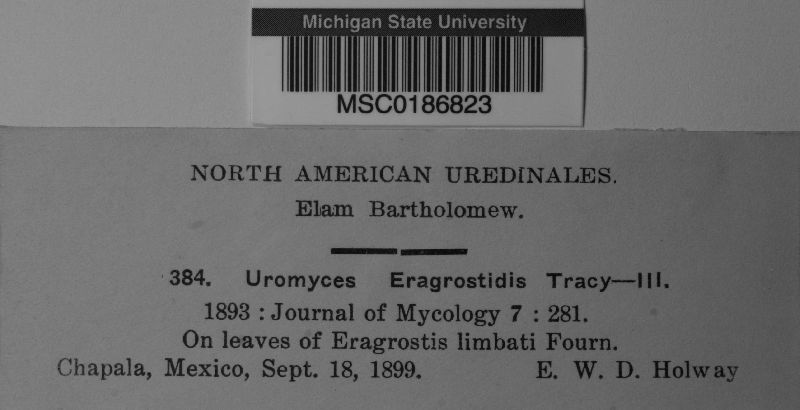 Michigan State University
MSC0186823
NORTH AMERICAN UREDINALES.
Elam Bartholomew.
384. Uromyces Eragrostidis Tracy—III.
1893 : Journal of Mycology 7 : 281.
On leaves of Eragrostis limbati Fourn.
Chapala, Mexico, Sept. 18, 1899. E. W. D. Holway